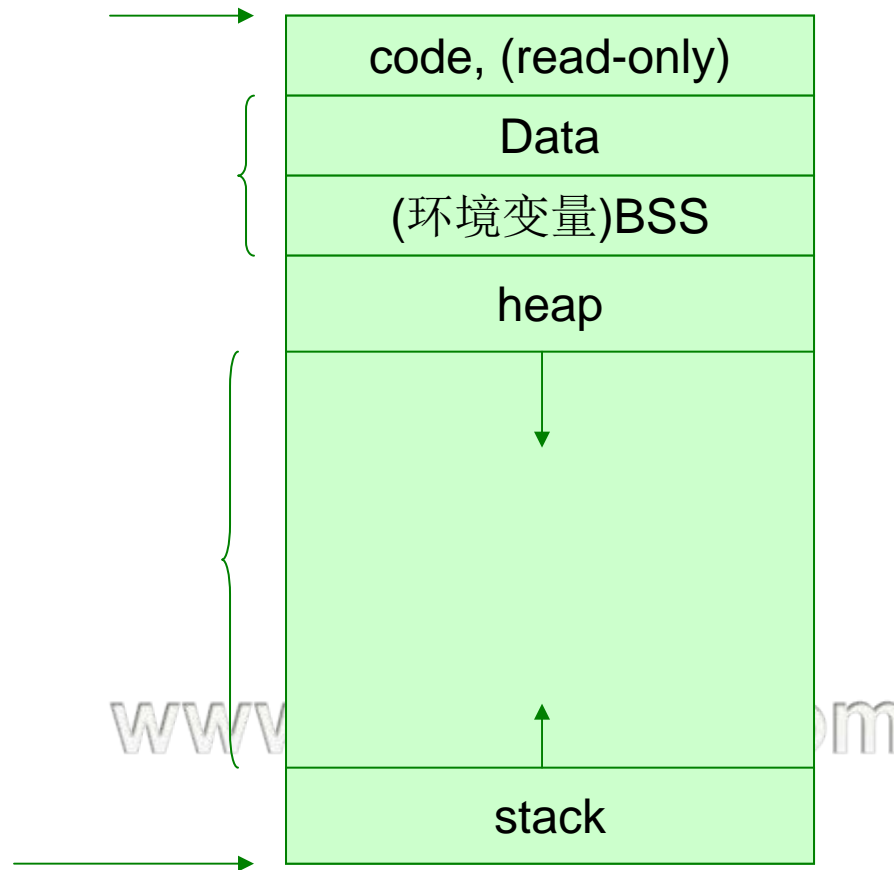 code, (read-only)
Data
(环境变量)BSS
heap
stack